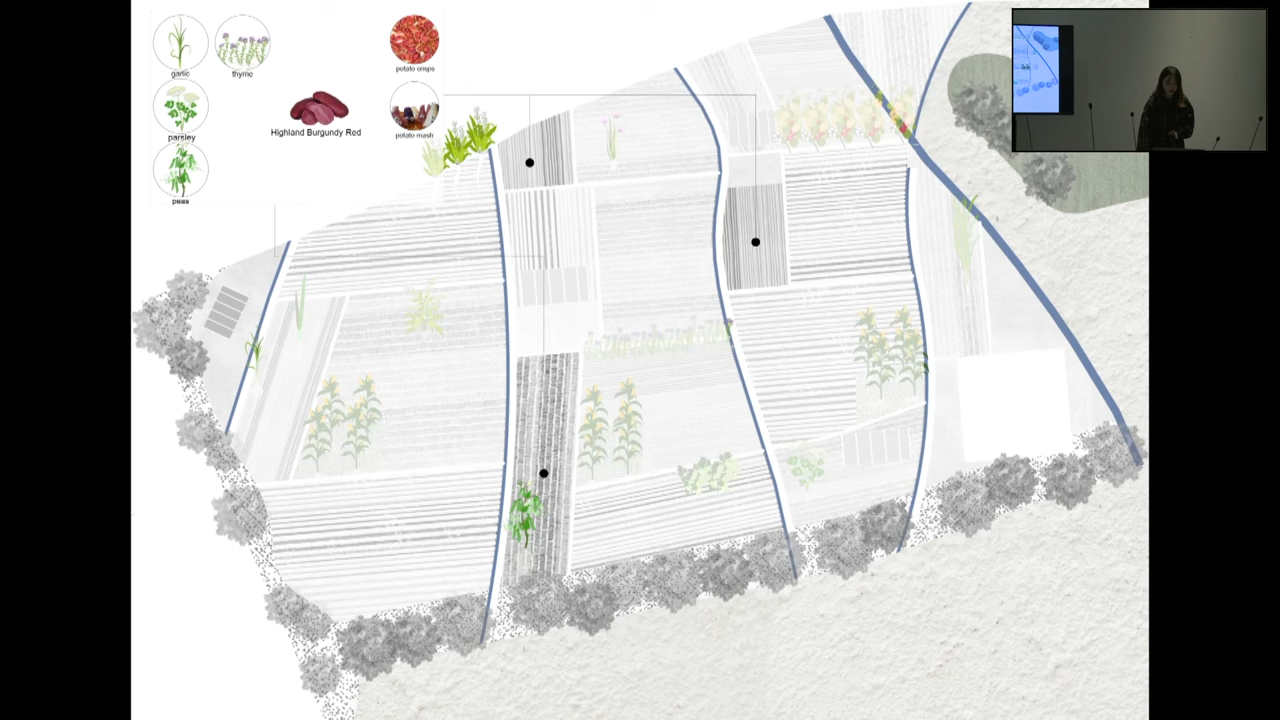 garlic
thyme
potato crisps
parsley
Highland Burgundy Red
potato mash
peas